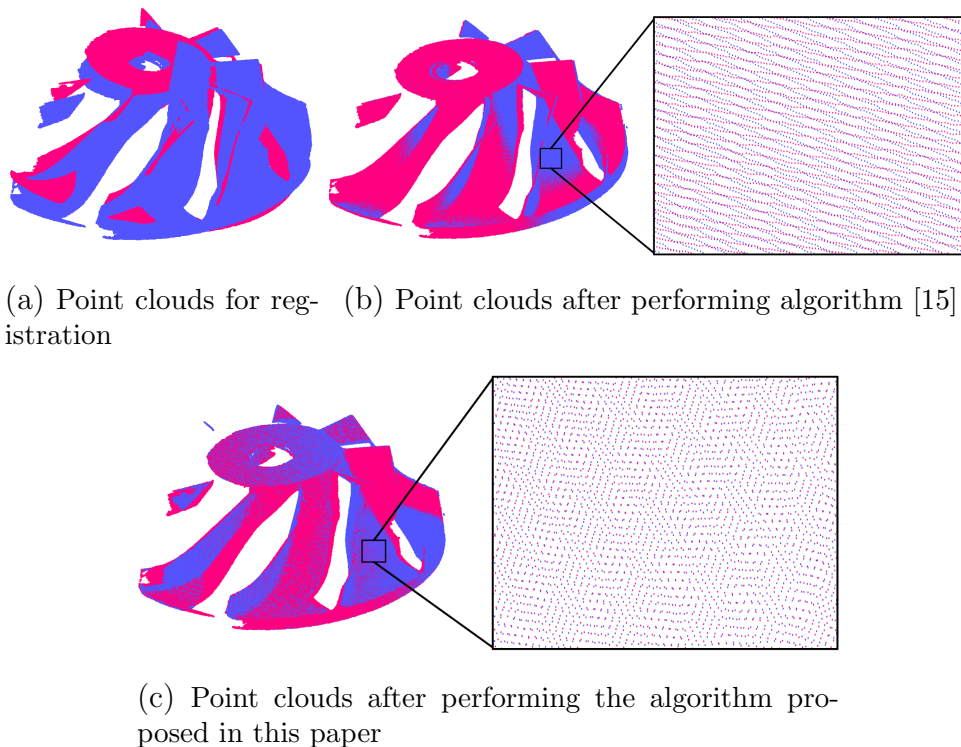 (a) Point clouds for reg-
istration
(b) Point clouds after performing algorithm [15]
(c) Point clouds after performing the algorithm pro-
posed in this paper